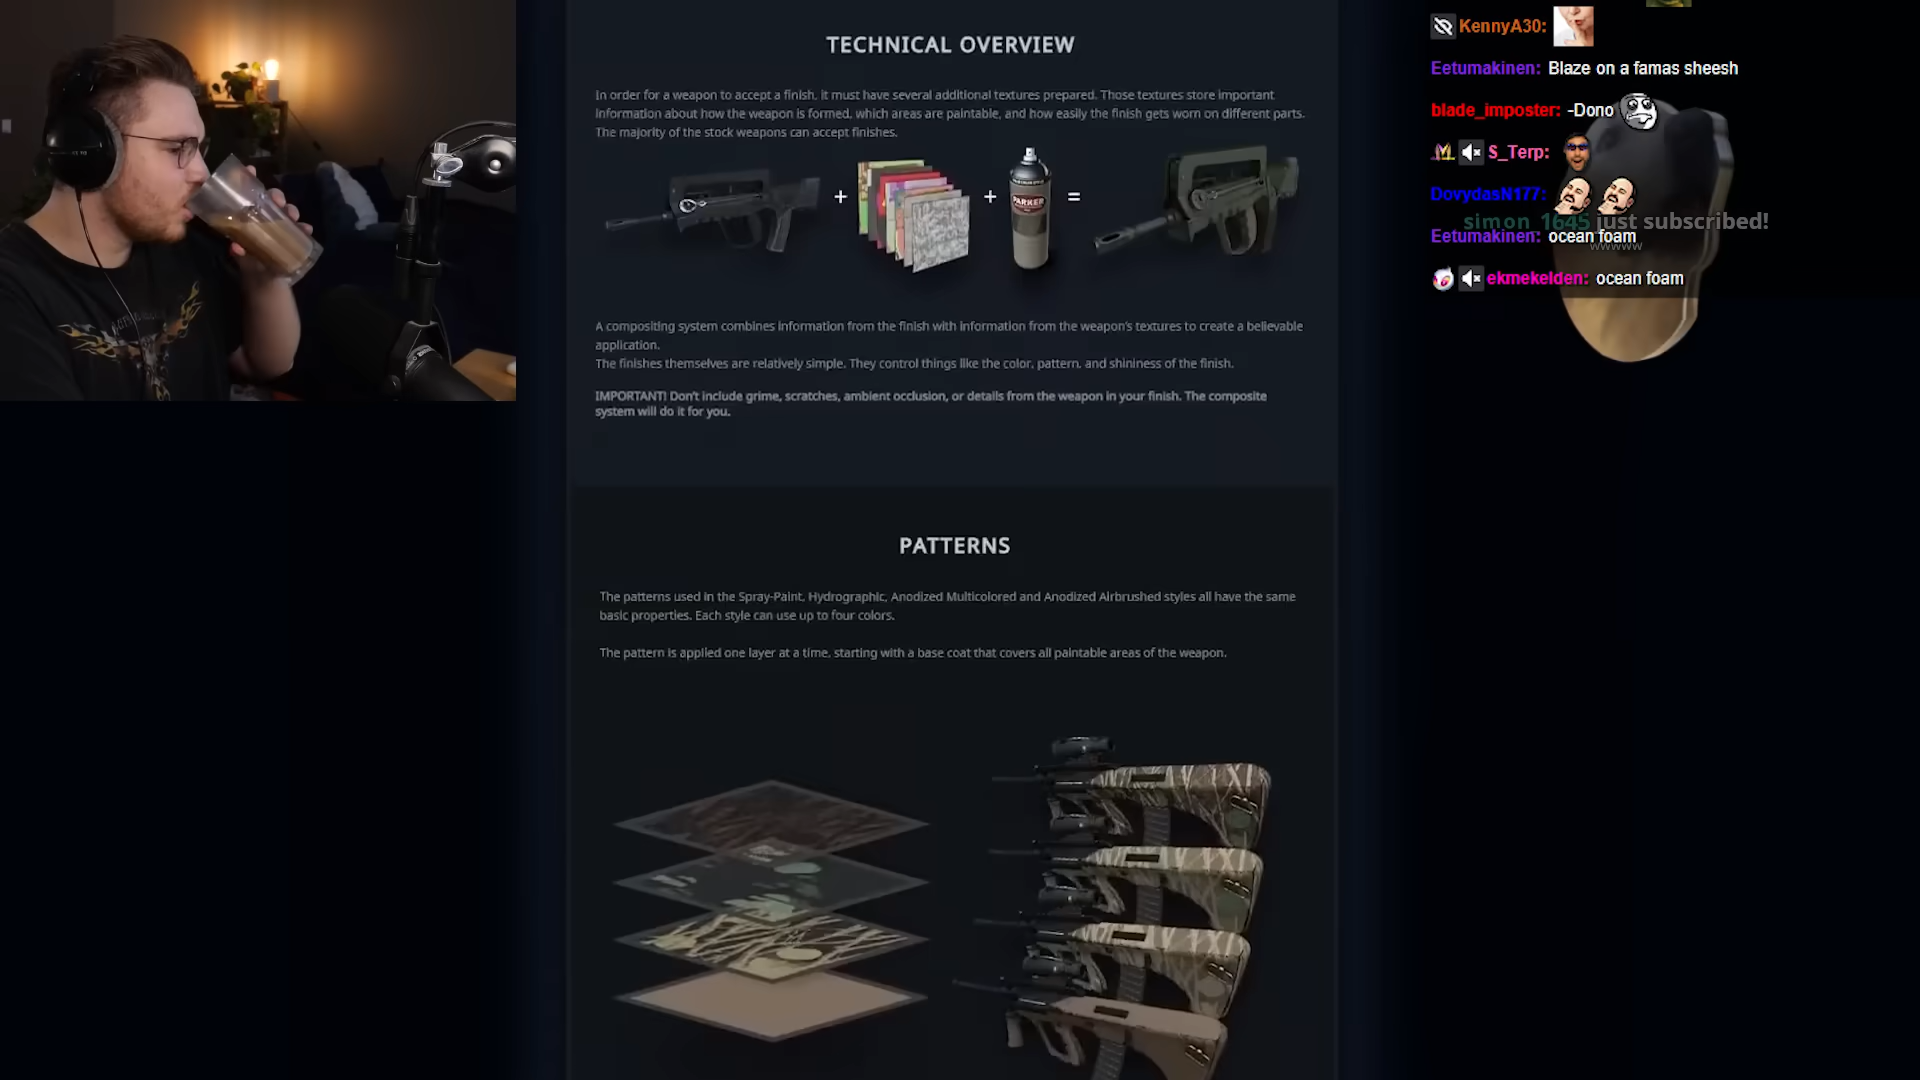 TECHNICAL OVERVIEW
In order for a weapon to accept a finish, it must have several additional textures prepared. Those textures store important
information about how the weapon is formed, which areas are paintable, and how easily the finish gets worn on different parts.
The majority of the stock weapons can accept finishes.
+ + =
PARKER
A compositing system combines information from the finish with information from the weapon's textures to create a believable
application.
The finishes themselves are relatively simple. They control things like the color, pattern, and shininess of the finish.
IMPORTANT! Don't include grime, scratches, ambient occlusion, or details from the weapon in your finish. The composite
system will do it for you.
PATTERNS
The patterns used in the Spray-Paint, Hydrographic, Anodized Multicolored and Anodized Airbrushed styles all have the same
basic properties. Each style can use up to four colors.
The pattern is applied one layer at a time, starting with a base coat that covers all paintable areas of the weapon.
KennyA30:
Eetumakinen: Blaze on a famas sheesh
blade_imposter: -Dono
S_Terp:
DovydasN177:
simon_1645 just subscribed!
Eetumakinen: ocean foam
wwwwww
ekmekelden: ocean foam